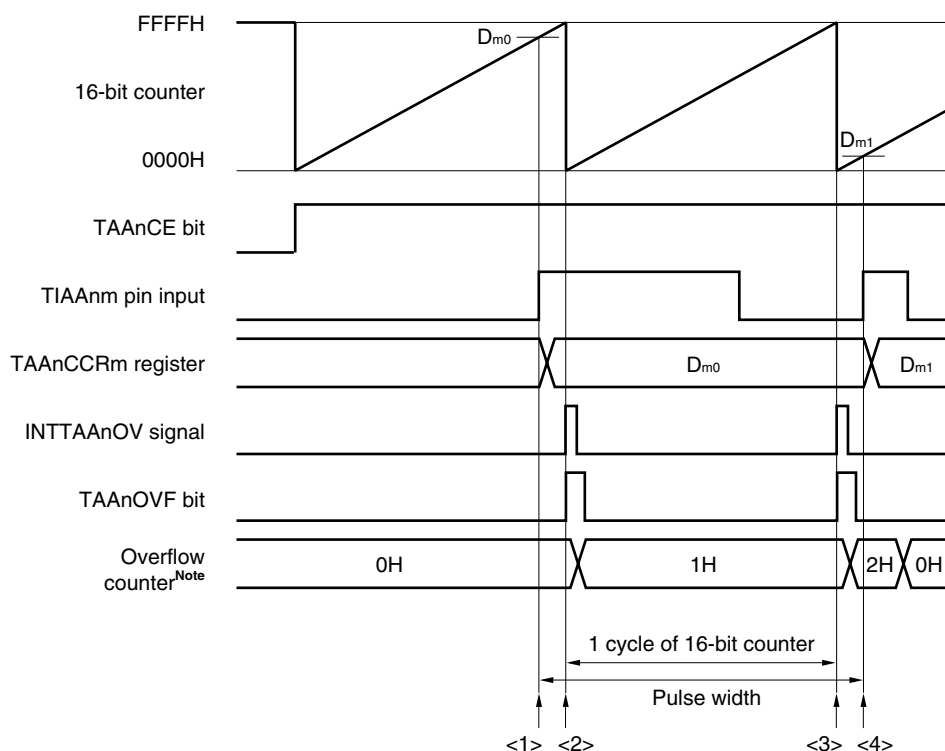 FFFFH
Dm0
16-bit counter
0000H
Dm1
TAAnCE bit
TIAAnm pin input
TAAnCCRm register
Dm0
Dm1
INTTAAnOV signal
TAAnOVF bit
Overflow
counterNote
0H
1H
2H
0H
1 cycle of 16-bit counter
Pulse width
<1>
<2>
<3>
<4>